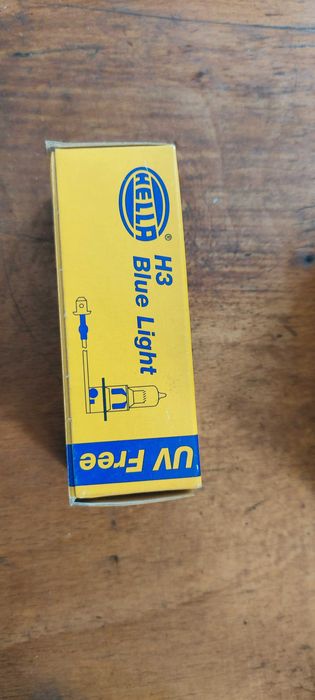 HELLA ®
H3
Blue Light
UV Free